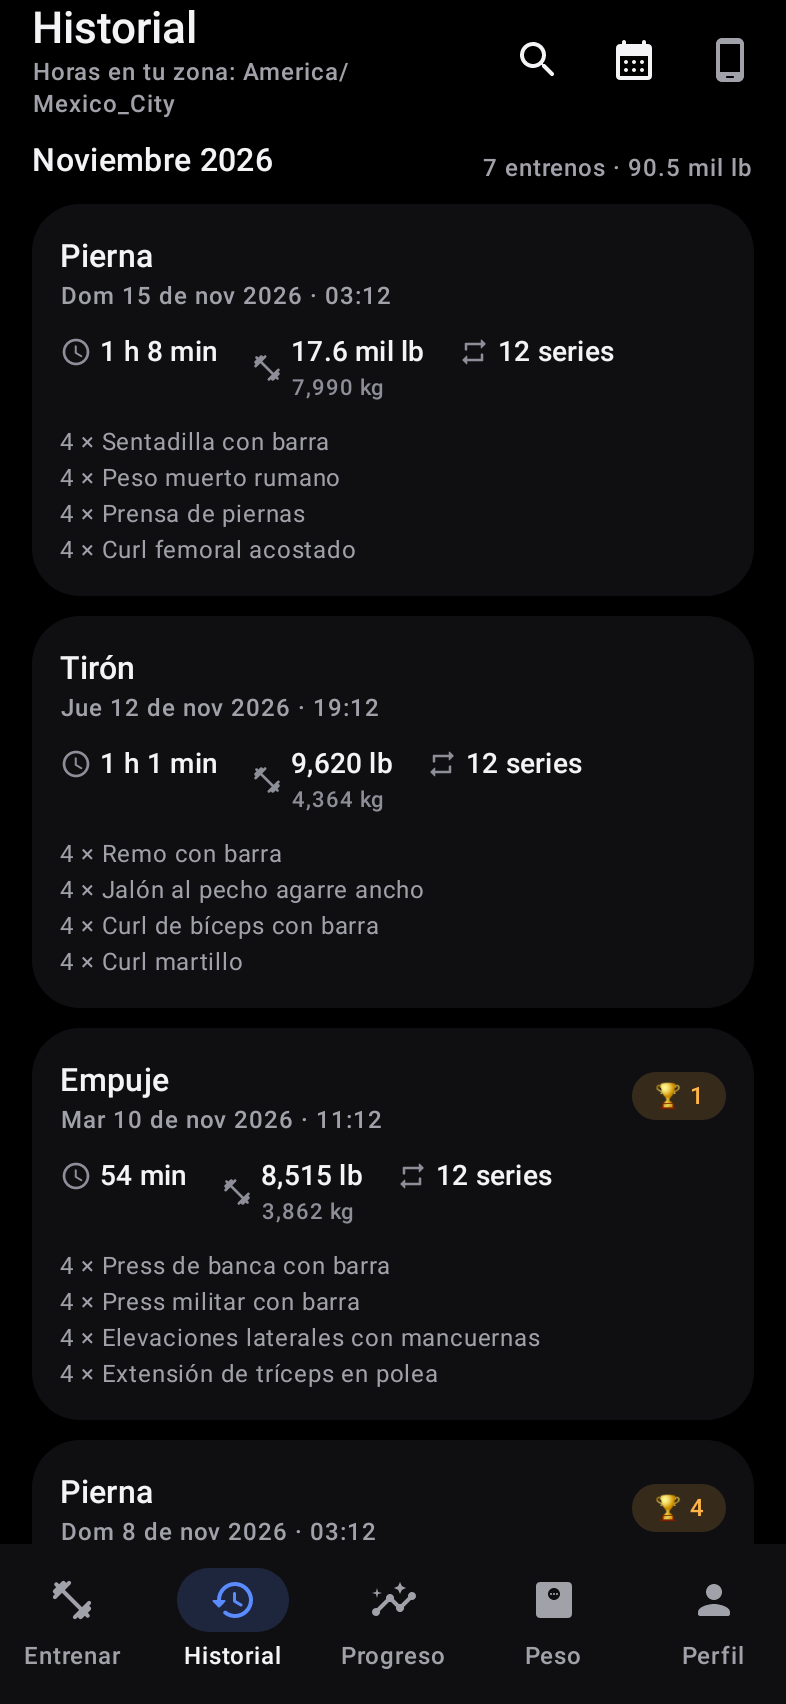 Historial
Horas en tu zona: America/
Mexico_City
Noviembre 2026
7 entrenos · 90.5 mil lb
Pierna
Dom 15 de nov 2026 · 03:12
1 h 8 min
17.6 mil lb
7,990 kg
12 series
4 × Sentadilla con barra
4 × Peso muerto rumano
4 × Prensa de piernas
4 × Curl femoral acostado
Tirón
Jue 12 de nov 2026 · 19:12
1 h 1 min
9,620 lb
4,364 kg
12 series
4 × Remo con barra
4 × Jalón al pecho agarre ancho
4 × Curl de bíceps con barra
4 × Curl martillo
Empuje
🏆 1
Mar 10 de nov 2026 · 11:12
54 min
8,515 lb
3,862 kg
12 series
4 × Press de banca con barra
4 × Press militar con barra
4 × Elevaciones laterales con mancuernas
4 × Extensión de tríceps en polea
Pierna
🏆 4
Dom 8 de nov 2026 · 03:12
Entrenar
Historial
Progreso
Peso
Perfil